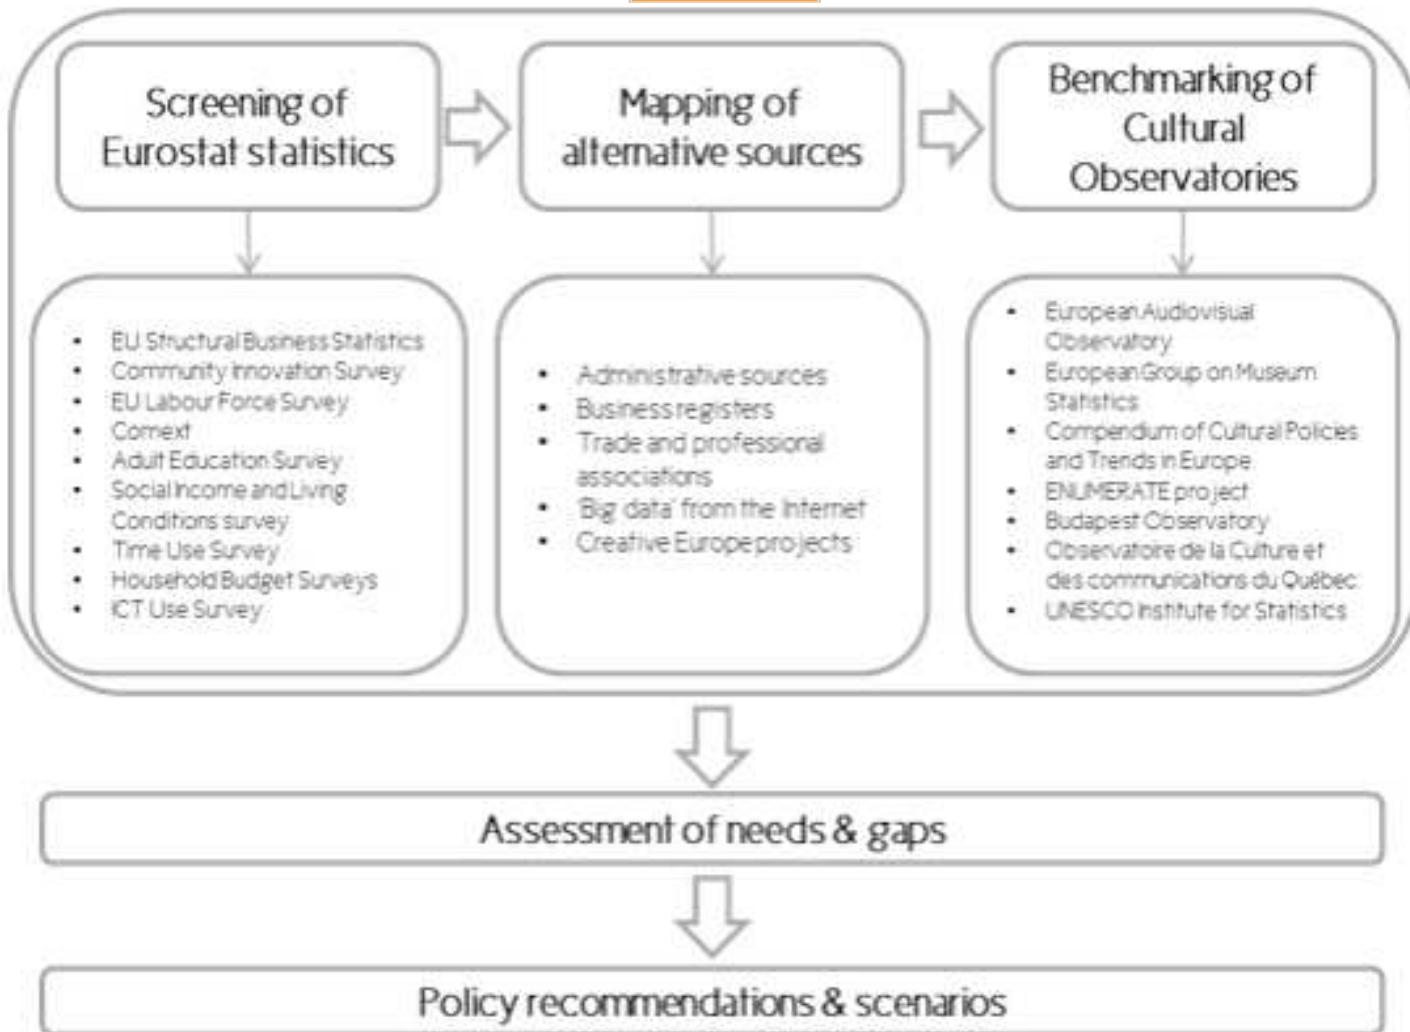 Screening of
Eurostat statistics
Mapping of
alternative sources
Benchmarking of
Cultural
Observatories
• EU Structural Business Statistics
• Community Innovation Survey
• EU Labour Force Survey
• Comext
• Adult Education Survey
• Social Income and Living
Conditions survey
• Time Use Survey
• Household Budget Surveys
• ICT Use Survey
• Administrative sources
• Business registers
• Trade and professional
associations
• 'Big data' from the Internet
• Creative Europe projects
• European Audiovisual
Observatory
• European Group on Museum
Statistics
• Compendium of Cultural Policies
and Trends in Europe
• ENUMERATE project
• Budapest Observatory
• Observatoire de la Culture et
des communications du Québec
• UNESCO Institute for Statistics
Assessment of needs & gaps
Policy recommendations & scenarios